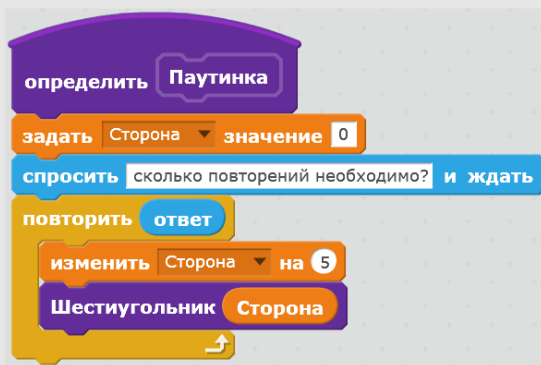 определить Паутинка
задать Сторона значение 0
спросить сколько повторений необходимо? и ждать
повторить ответ
изменить Сторона на 5
Шестиугольник Сторона